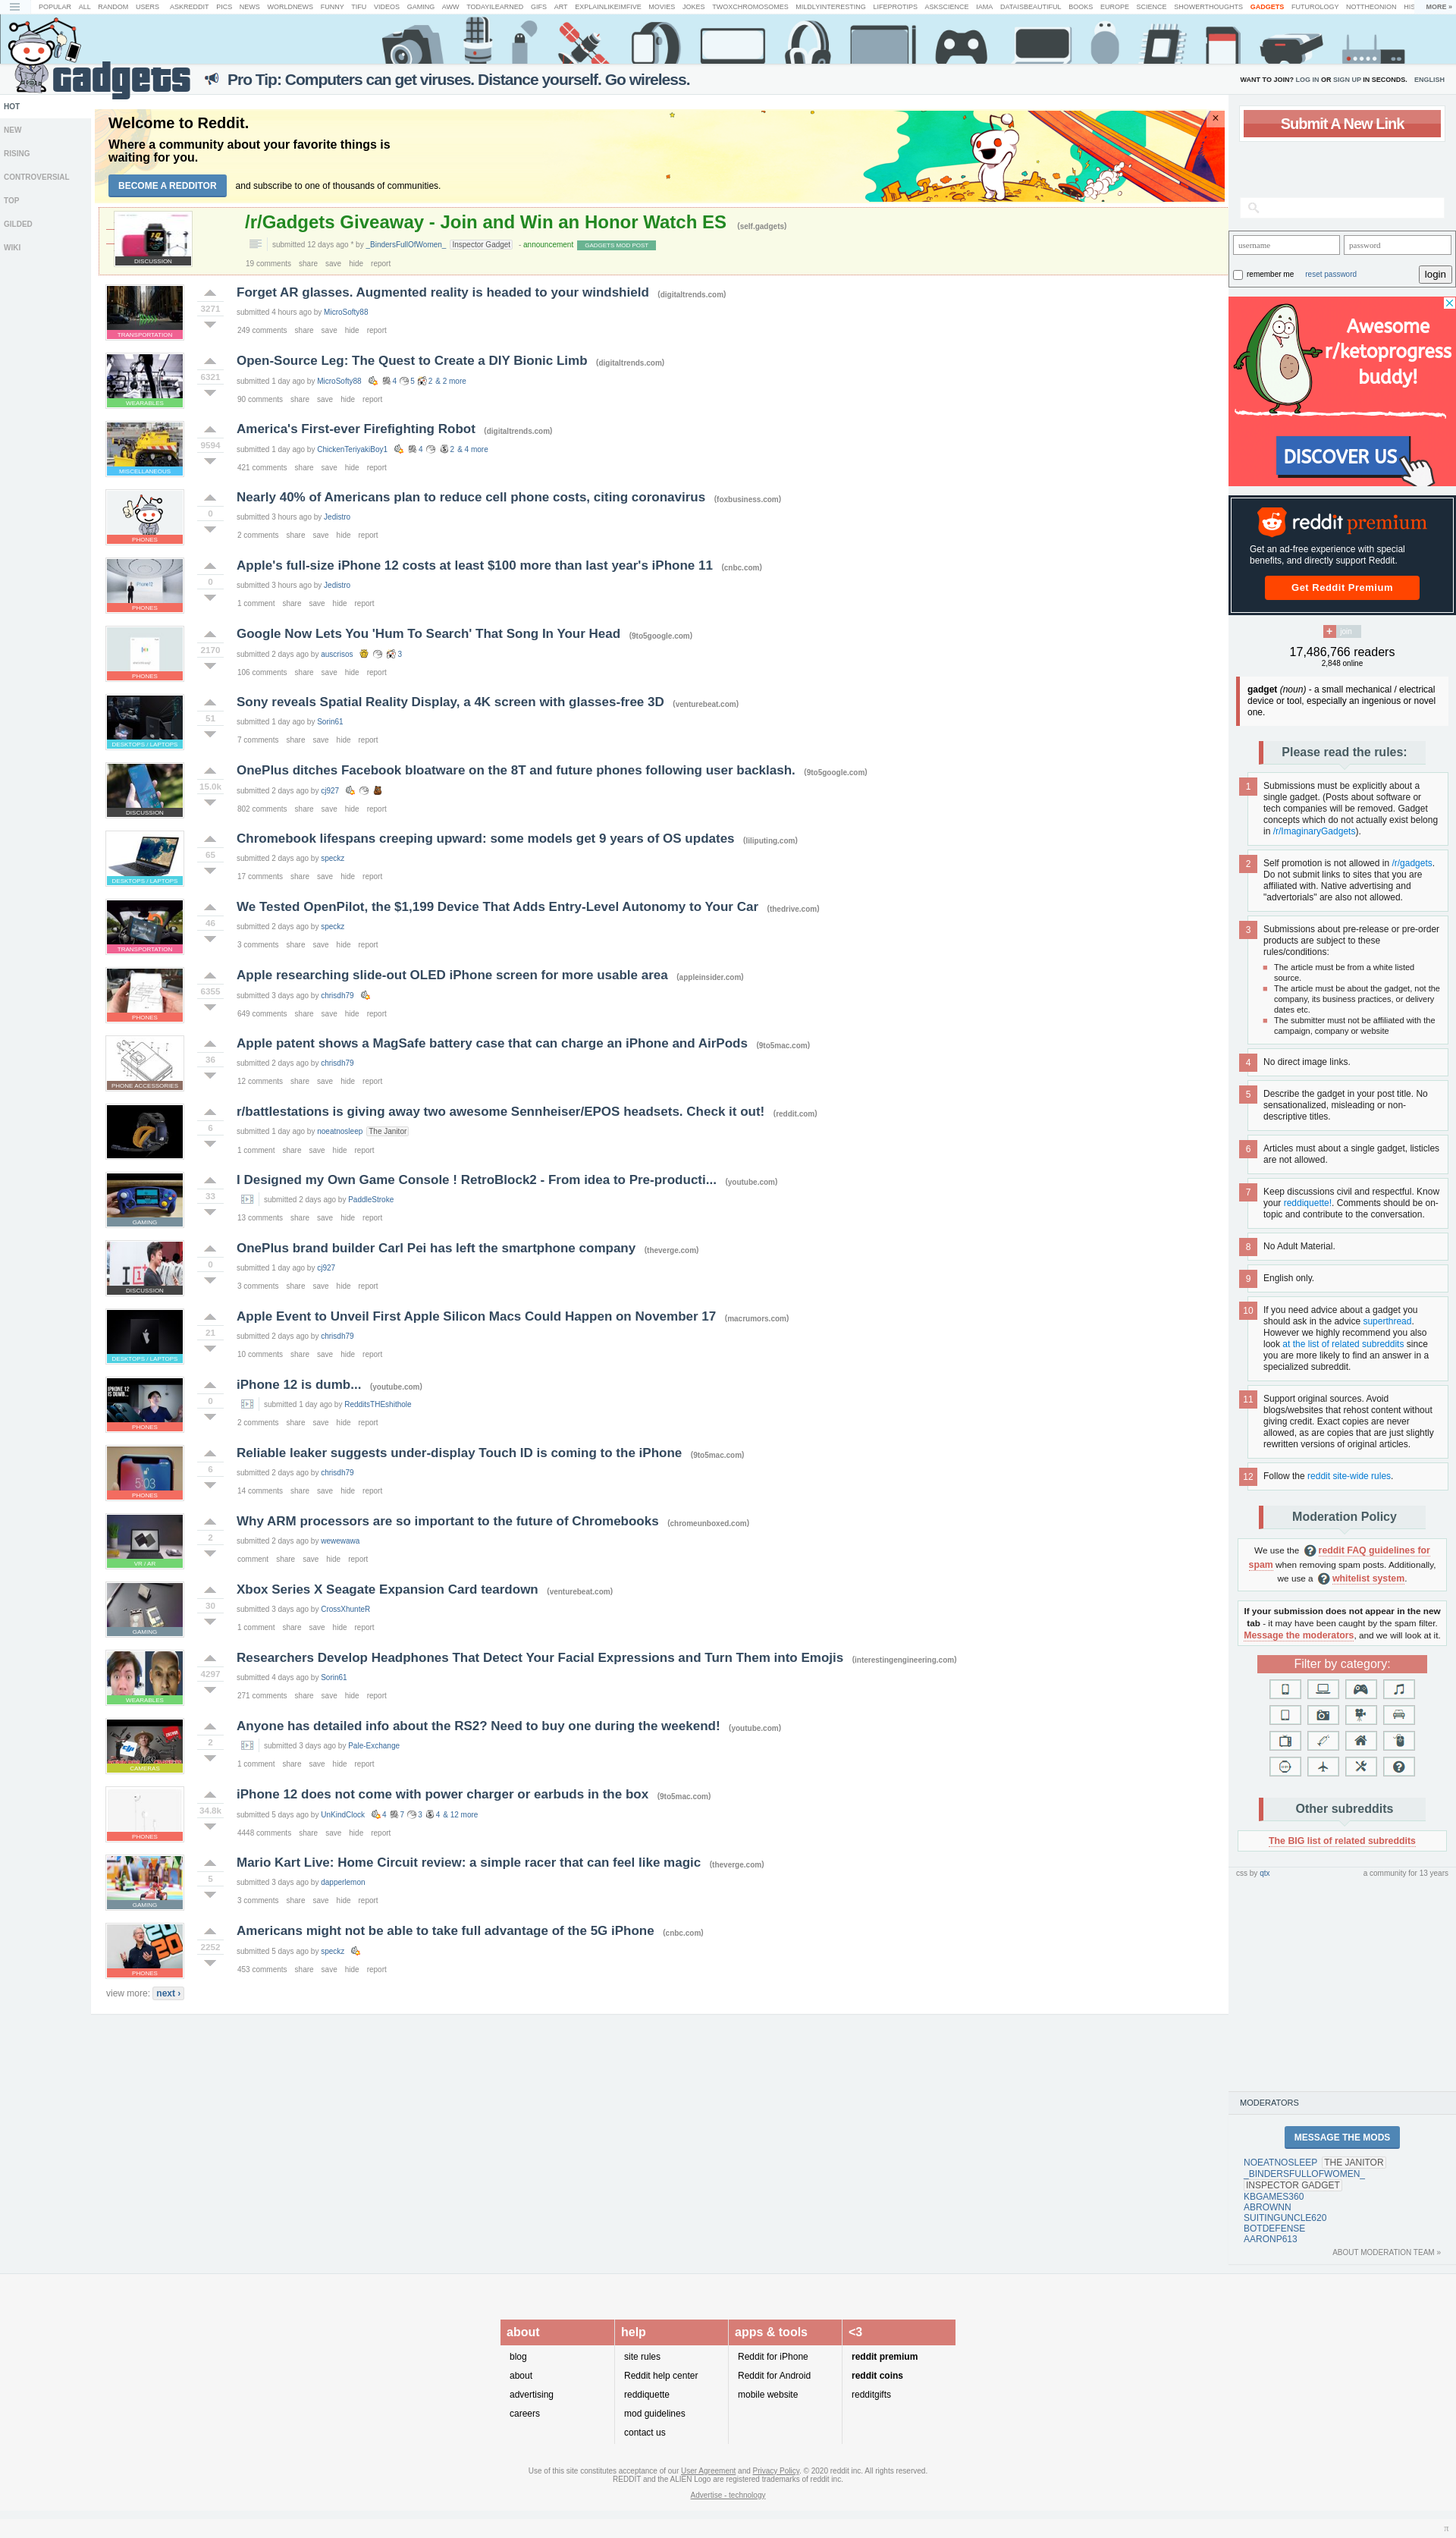 POPULAR ALL RANDOM USERS ASKREDDIT PICS NEWS WORLDNEWS FUNNY TIFU VIDEOS GAMING AWW TODAYILEARNED GIFS ART EXPLAINLIKEIMFIVE MOVIES JOKES TWOXCHROMOSOMES MILDLYINTERESTING LIFEPROTIPS ASKSCIENCE IAMA DATAISBEAUTIFUL BOOKS EUROPE SCIENCE SHOWERTHOUGHTS GADGETS FUTUROLOGY NOTTHEONION HIS MORE »
gadgets
Pro Tip: Computers can get viruses. Distance yourself. Go wireless.
WANT TO JOIN? LOG IN OR SIGN UP IN SECONDS. ENGLISH
HOT
NEW
RISING
CONTROVERSIAL
TOP
GILDED
WIKI
Welcome to Reddit.
Where a community about your favorite things is
waiting for you.
BECOME A REDDITOR and subscribe to one of thousands of communities.
×
/r/Gadgets Giveaway - Join and Win an Honor Watch ES (self.gadgets)
submitted 12 days ago * by _BindersFullOfWomen_ Inspector Gadget - announcement GADGETS MOD POST
19 comments share save hide report
DISCUSSION
Forget AR glasses. Augmented reality is headed to your windshield (digitaltrends.com)
3271
submitted 4 hours ago by MicroSofty88
249 comments share save hide report
TRANSPORTATION
Open-Source Leg: The Quest to Create a DIY Bionic Limb (digitaltrends.com)
6321
submitted 1 day ago by MicroSofty88 4 5 2 & 2 more
90 comments share save hide report
WEARABLES
America's First-ever Firefighting Robot (digitaltrends.com)
9594
submitted 1 day ago by ChickenTeriyakiBoy1 4 2 & 4 more
421 comments share save hide report
MISCELLANEOUS
Nearly 40% of Americans plan to reduce cell phone costs, citing coronavirus (foxbusiness.com)
0
submitted 3 hours ago by Jedistro
2 comments share save hide report
PHONES
Apple's full-size iPhone 12 costs at least $100 more than last year's iPhone 11 (cnbc.com)
0
submitted 3 hours ago by Jedistro
1 comment share save hide report
PHONES
Google Now Lets You 'Hum To Search' That Song In Your Head (9to5google.com)
2170
submitted 2 days ago by auscrisos 3
106 comments share save hide report
PHONES
Sony reveals Spatial Reality Display, a 4K screen with glasses-free 3D (venturebeat.com)
51
submitted 1 day ago by Sorin61
7 comments share save hide report
DESKTOPS / LAPTOPS
OnePlus ditches Facebook bloatware on the 8T and future phones following user backlash. (9to5google.com)
15.0k
submitted 2 days ago by cj927
802 comments share save hide report
DISCUSSION
Chromebook lifespans creeping upward: some models get 9 years of OS updates (liliputing.com)
65
submitted 2 days ago by speckz
17 comments share save hide report
DESKTOPS / LAPTOPS
We Tested OpenPilot, the $1,199 Device That Adds Entry-Level Autonomy to Your Car (thedrive.com)
46
submitted 2 days ago by speckz
3 comments share save hide report
TRANSPORTATION
Apple researching slide-out OLED iPhone screen for more usable area (appleinsider.com)
6355
submitted 3 days ago by chrisdh79
649 comments share save hide report
PHONES
Apple patent shows a MagSafe battery case that can charge an iPhone and AirPods (9to5mac.com)
36
submitted 2 days ago by chrisdh79
12 comments share save hide report
PHONE ACCESSORIES
r/battlestations is giving away two awesome Sennheiser/EPOS headsets. Check it out! (reddit.com)
6
submitted 1 day ago by noeatnosleep The Janitor
1 comment share save hide report
I Designed my Own Game Console ! RetroBlock2 - From idea to Pre-producti... (youtube.com)
33
submitted 2 days ago by PaddleStroke
13 comments share save hide report
GAMING
OnePlus brand builder Carl Pei has left the smartphone company (theverge.com)
0
submitted 1 day ago by cj927
3 comments share save hide report
DISCUSSION
Apple Event to Unveil First Apple Silicon Macs Could Happen on November 17 (macrumors.com)
21
submitted 2 days ago by chrisdh79
10 comments share save hide report
DESKTOPS / LAPTOPS
iPhone 12 is dumb... (youtube.com)
0
submitted 1 day ago by RedditsTHEshithole
2 comments share save hide report
IPHONE 12
IS DUMB...
PHONES
Reliable leaker suggests under-display Touch ID is coming to the iPhone (9to5mac.com)
6
submitted 2 days ago by chrisdh79
14 comments share save hide report
5:03
PHONES
Why ARM processors are so important to the future of Chromebooks (chromeunboxed.com)
2
submitted 2 days ago by wewewawa
comment share save hide report
VR / AR
Xbox Series X Seagate Expansion Card teardown (venturebeat.com)
30
submitted 3 days ago by CrossXhunteR
1 comment share save hide report
GAMING
Researchers Develop Headphones That Detect Your Facial Expressions and Turn Them into Emojis (interestingengineering.com)
4297
submitted 4 days ago by Sorin61
271 comments share save hide report
WEARABLES
Anyone has detailed info about the RS2? Need to buy one during the weekend! (youtube.com)
2
submitted 3 days ago by Pale-Exchange
1 comment share save hide report
CAMERAS
iPhone 12 does not come with power charger or earbuds in the box (9to5mac.com)
34.8k
submitted 5 days ago by UnKindClock 4 7 3 4 & 12 more
4448 comments share save hide report
PHONES
Mario Kart Live: Home Circuit review: a simple racer that can feel like magic (theverge.com)
5
submitted 3 days ago by dapperlemon
3 comments share save hide report
GAMING
Americans might not be able to take full advantage of the 5G iPhone (cnbc.com)
2252
submitted 5 days ago by speckz
453 comments share save hide report
PHONES
view more: next ›
Submit A New Link
username password
remember me reset password login
Awesome
r/ketoprogress
buddy!
DISCOVER US
reddit premium
Get an ad-free experience with special
benefits, and directly support Reddit.
Get Reddit Premium
+ join
17,486,766 readers
2,848 online
gadget (noun) - a small mechanical / electrical
device or tool, especially an ingenious or novel
one.
Please read the rules:
1 Submissions must be explicitly about a
single gadget. (Posts about software or
tech companies will be removed. Gadget
concepts which do not actually exist belong
in /r/ImaginaryGadgets).
2 Self promotion is not allowed in /r/gadgets.
Do not submit links to sites that you are
affiliated with. Native advertising and
"advertorials" are also not allowed.
3 Submissions about pre-release or pre-order
products are subject to these
rules/conditions:
The article must be from a white listed
source.
The article must be about the gadget, not the
company, its business practices, or delivery
dates etc.
The submitter must not be affiliated with the
campaign, company or website
4 No direct image links.
5 Describe the gadget in your post title. No
sensationalized, misleading or non-
descriptive titles.
6 Articles must about a single gadget, listicles
are not allowed.
7 Keep discussions civil and respectful. Know
your reddiquette!. Comments should be on-
topic and contribute to the conversation.
8 No Adult Material.
9 English only.
10 If you need advice about a gadget you
should ask in the advice superthread.
However we highly recommend you also
look at the list of related subreddits since
you are more likely to find an answer in a
specialized subreddit.
11 Support original sources. Avoid
blogs/websites that rehost content without
giving credit. Exact copies are never
allowed, as are copies that are just slightly
rewritten versions of original articles.
12 Follow the reddit site-wide rules.
Moderation Policy
We use the reddit FAQ guidelines for
spam when removing spam posts. Additionally,
we use a whitelist system.
If your submission does not appear in the new
tab - it may have been caught by the spam filter.
Message the moderators, and we will look at it.
Filter by category:
Other subreddits
The BIG list of related subreddits
css by qtx a community for 13 years
MODERATORS
MESSAGE THE MODS
NOEATNOSLEEP THE JANITOR
_BINDERSFULLOFWOMEN_
INSPECTOR GADGET
KBGAMES360
ABROWNN
SUITINGUNCLE620
BOTDEFENSE
AARONP613
ABOUT MODERATION TEAM »
about
blog
about
advertising
careers
help
site rules
Reddit help center
reddiquette
mod guidelines
contact us
apps & tools
Reddit for iPhone
Reddit for Android
mobile website
<3
reddit premium
reddit coins
redditgifts
Use of this site constitutes acceptance of our User Agreement and Privacy Policy. © 2020 reddit inc. All rights reserved.
REDDIT and the ALIEN Logo are registered trademarks of reddit inc.
Advertise - technology
π